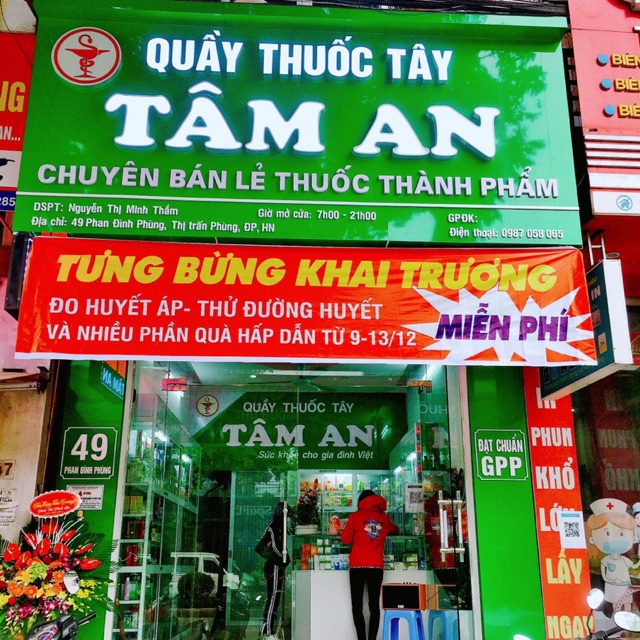 QUẦY THUỐC TÂY
TÂM AN
CHUYÊN BÁN LẺ THUỐC THÀNH PHẨM
DSPT: Nguyễn Thị Minh Thắm
Giờ mở cửa: 7h00 - 21h00
GPĐK:
Địa chỉ: 49 Phan Đình Phùng, Thị trấn Phùng, ĐP, HN
Điện thoại: 0987 058 065
TƯNG BỪNG KHAI TRƯƠNG
ĐO HUYẾT ÁP- THỬ ĐƯỜNG HUYẾT
VÀ NHIỀU PHẦN QUÀ HẤP DẪN TỪ 9-13/12
MIỄN PHÍ
QUẦY THUỐC TÂY
TÂM AN
Sức khỏe cho gia đình Việt
49
PHAN ĐÌNH PHÙNG
ĐẠT CHUẨN
GPP
PHUN
KHỔ
LỚN
LẤY
NGAY